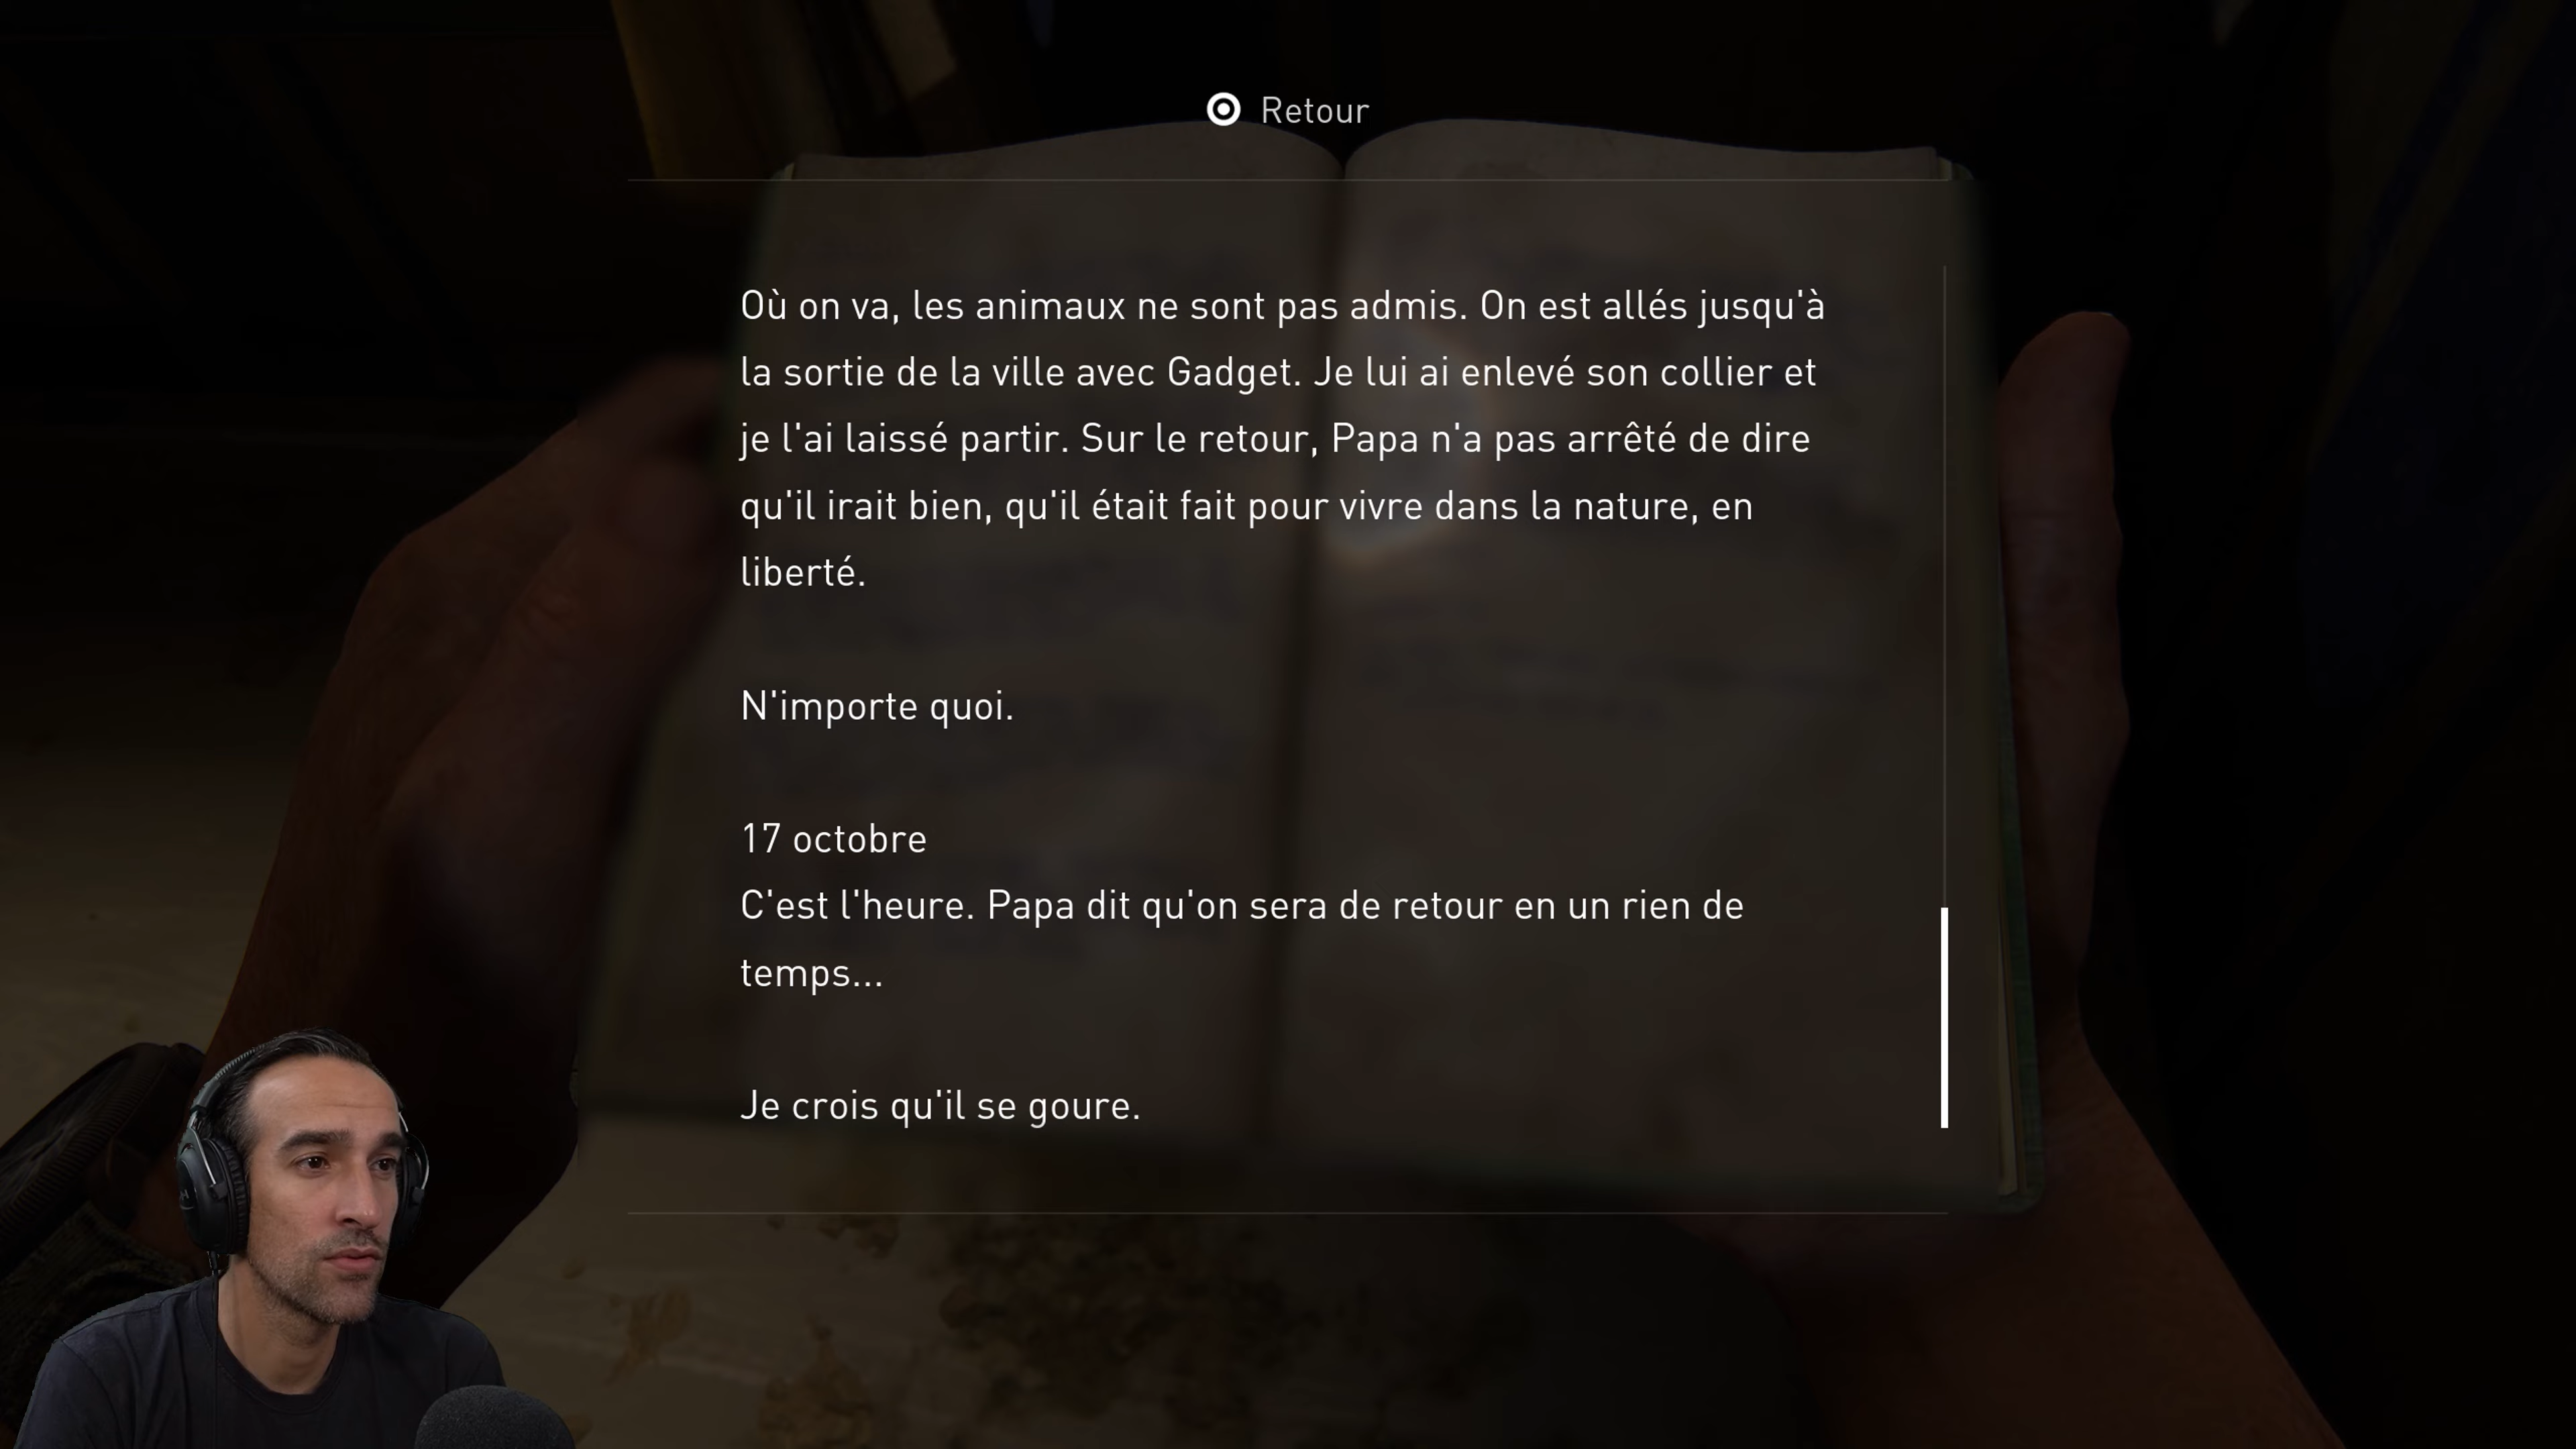 Retour
Où on va, les animaux ne sont pas admis. On est allés jusqu'à
la sortie de la ville avec Gadget. Je lui ai enlevé son collier et
je l'ai laissé partir. Sur le retour, Papa n'a pas arrêté de dire
qu'il irait bien, qu'il était fait pour vivre dans la nature, en
liberté.
N'importe quoi.
17 octobre
C'est l'heure. Papa dit qu'on sera de retour en un rien de
temps...
Je crois qu'il se goure.